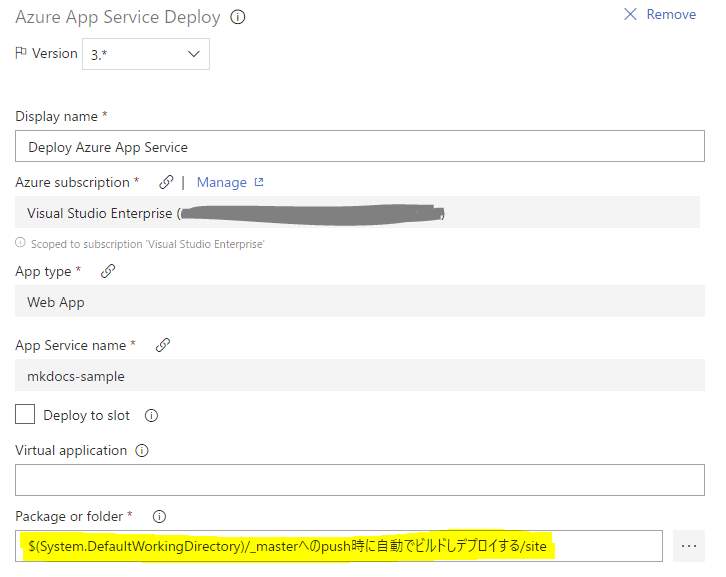 Azure App Service Deploy
Remove
Version 3.*
Display name *
Deploy Azure App Service
Azure subscription * | Manage
Visual Studio Enterprise (
Scoped to subscription 'Visual Studio Enterprise'
App type *
Web App
App Service name *
mkdocs-sample
Deploy to slot
Virtual application
Package or folder *
$(System.DefaultWorkingDirectory)/_masterへのpush時に自動でビルドしデプロイする/site
...